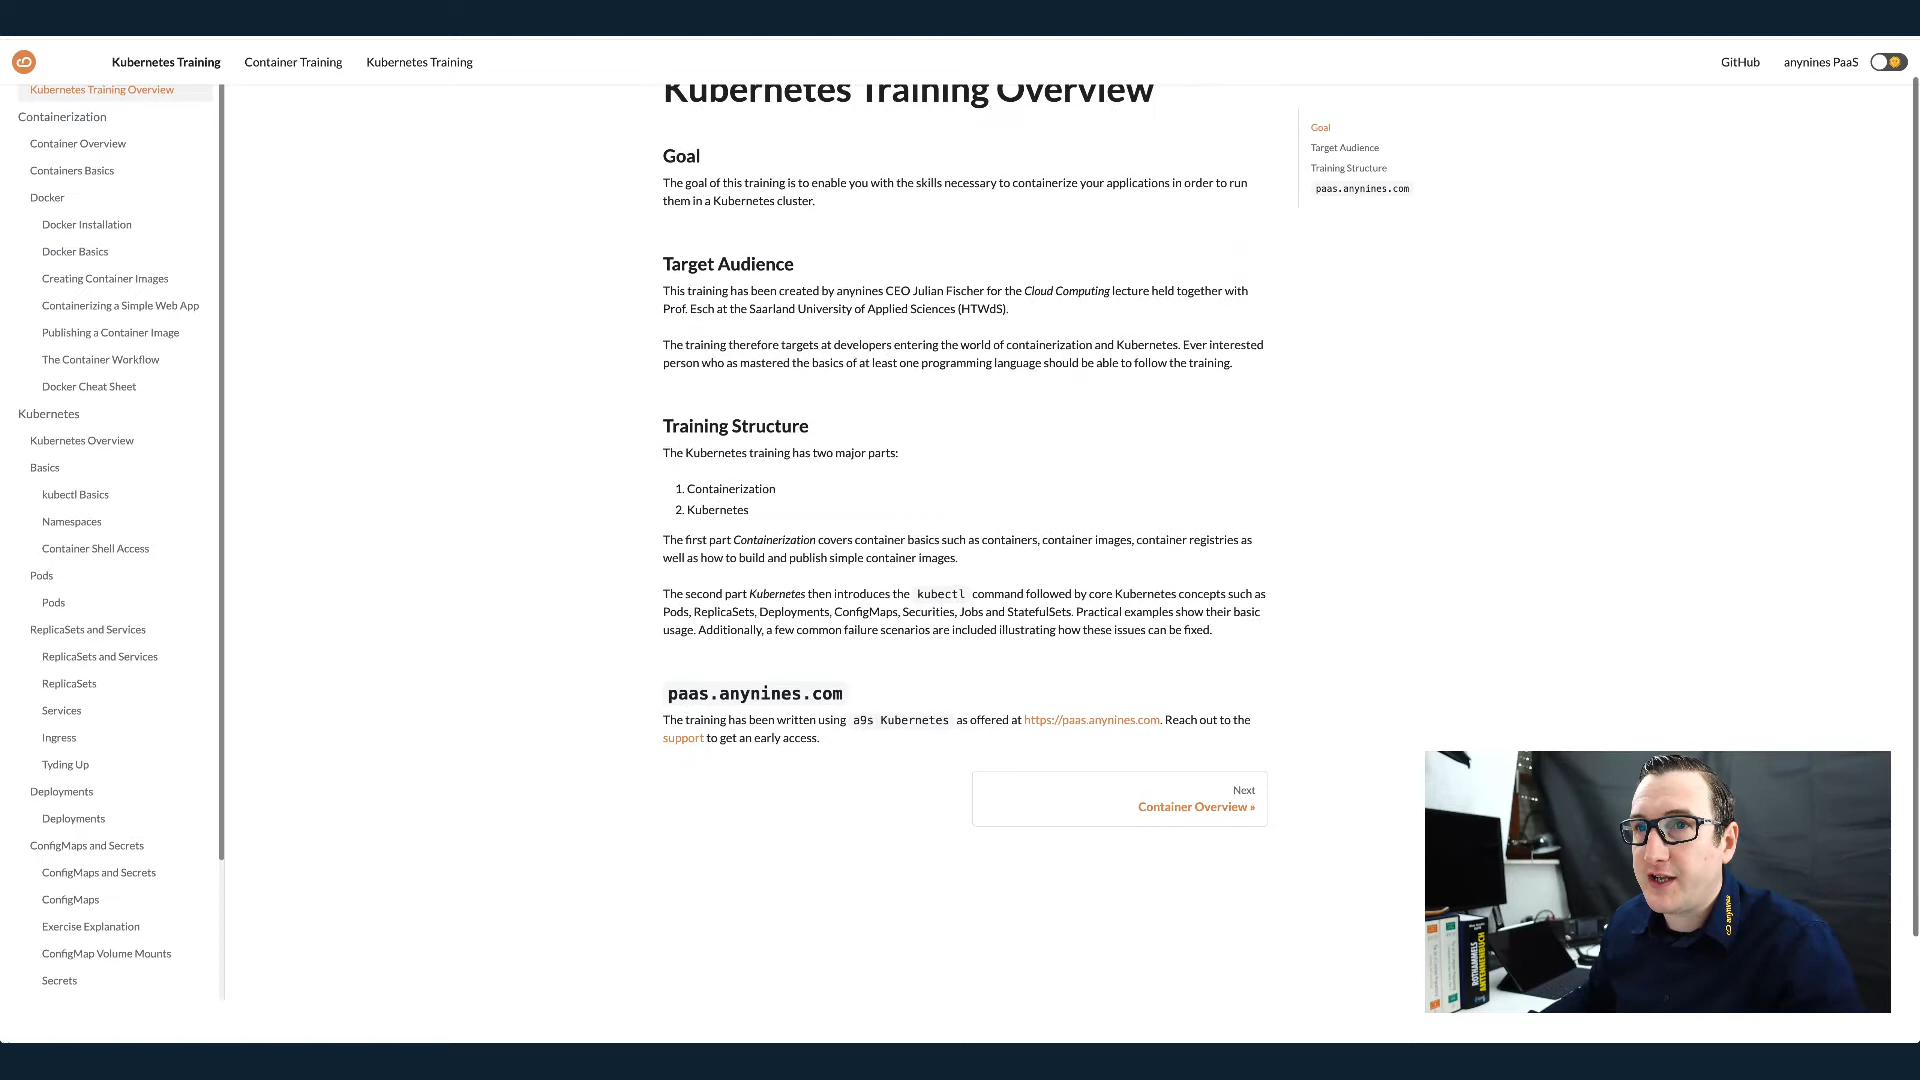 Kubernetes Training
Container Training
Kubernetes Training
GitHub
anynines PaaS
Kubernetes Training Overview
Containerization
Container Overview
Containers Basics
Docker
Docker Installation
Docker Basics
Creating Container Images
Containerizing a Simple Web App
Publishing a Container Image
The Container Workflow
Docker Cheat Sheet
Kubernetes
Kubernetes Overview
Basics
kubectl Basics
Namespaces
Container Shell Access
Pods
Pods
ReplicaSets and Services
ReplicaSets and Services
ReplicaSets
Services
Ingress
Tyding Up
Deployments
Deployments
ConfigMaps and Secrets
ConfigMaps and Secrets
ConfigMaps
Exercise Explanation
ConfigMap Volume Mounts
Secrets
Kubernetes Training Overview
Goal
The goal of this training is to enable you with the skills necessary to containerize your applications in order to run
them in a Kubernetes cluster.
Target Audience
This training has been created by anynines CEO Julian Fischer for the Cloud Computing lecture held together with
Prof. Esch at the Saarland University of Applied Sciences (HTWdS).
The training therefore targets at developers entering the world of containerization and Kubernetes. Ever interested
person who as mastered the basics of at least one programming language should be able to follow the training.
Training Structure
The Kubernetes training has two major parts:
1. Containerization
2. Kubernetes
The first part Containerization covers container basics such as containers, container images, container registries as
well as how to build and publish simple container images.
The second part Kubernetes then introduces the kubectl command followed by core Kubernetes concepts such as
Pods, ReplicaSets, Deployments, ConfigMaps, Securities, Jobs and StatefulSets. Practical examples show their basic
usage. Additionally, a few common failure scenarios are included illustrating how these issues can be fixed.
paas.anynines.com
The training has been written using a9s Kubernetes as offered at https://paas.anynines.com. Reach out to the
support to get an early access.
Next
Container Overview »
Goal
Target Audience
Training Structure
paas.anynines.com
anynines
ROTHAMMELS
ANTENNENBUCH